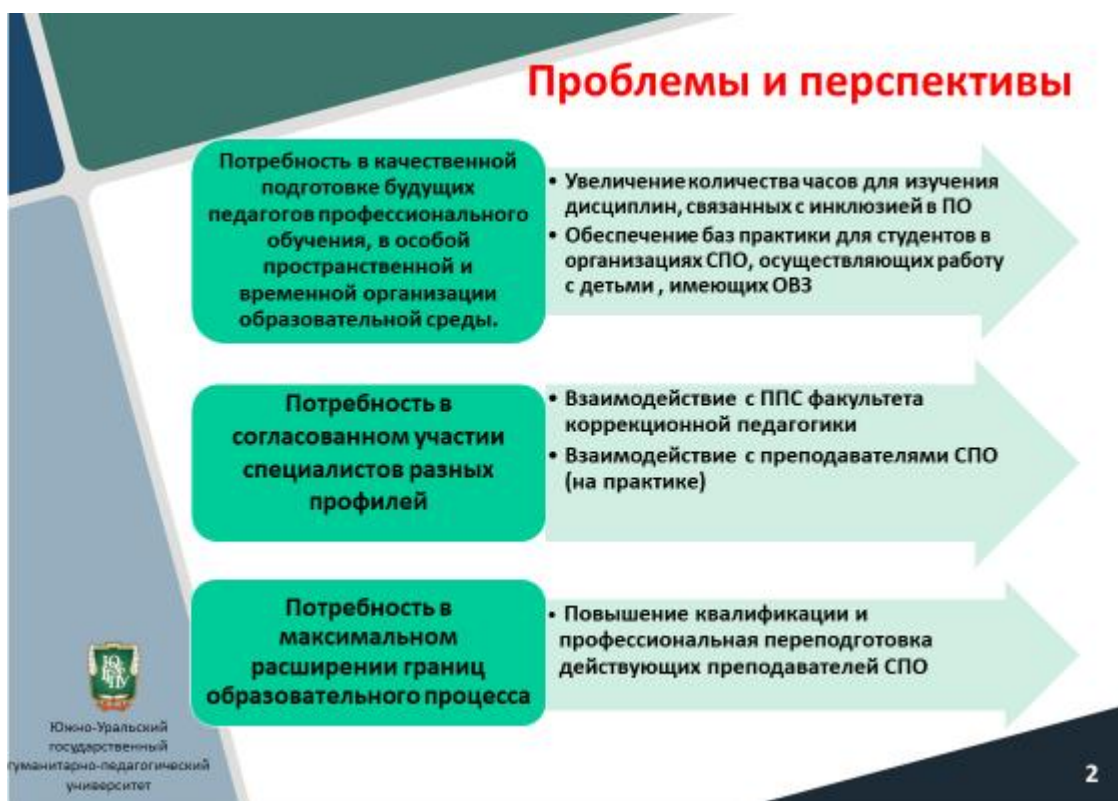 Проблемы и перспективы
Потребность в качественной
подготовке будущих
педагогов профессионального
обучения, в особой
пространственной и
временной организации
образовательной среды.
• Увеличение количества часов для изучения
дисциплин, связанных с инклюзией в ПО
• Обеспечение баз практики для студентов в
организациях СПО, осуществляющих работу
с детьми , имеющих ОВЗ
Потребность в
согласованном участии
специалистов разных
профилей
• Взаимодействие с ППС факультета
коррекционной педагогики
• Взаимодействие с преподавателями СПО
(на практике)
Потребность в
максимальном
расширении границ
образовательного процесса
• Повышение квалификации и
профессиональная переподготовка
действующих преподавателей СПО
Южно-Уральский
государственный
гуманитарно-педагогический
университет
2